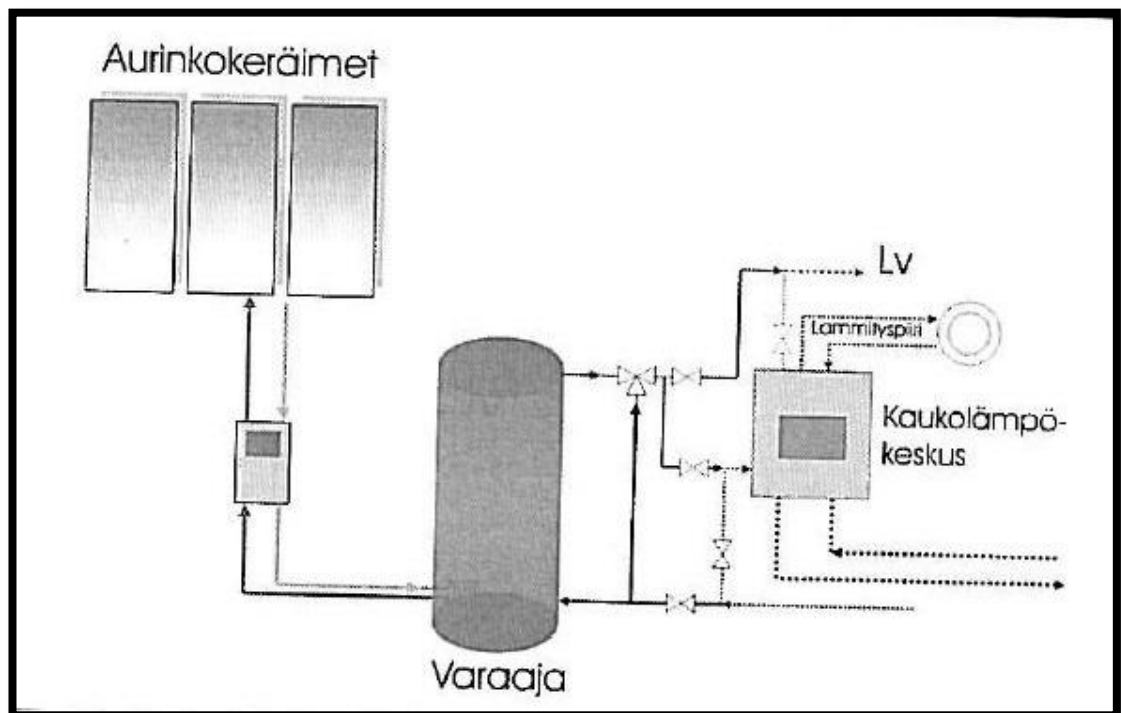 Aurinkokeräimet
Lv
Lämmityspiiri
Kaukolämpö-
keskus
Varaaja